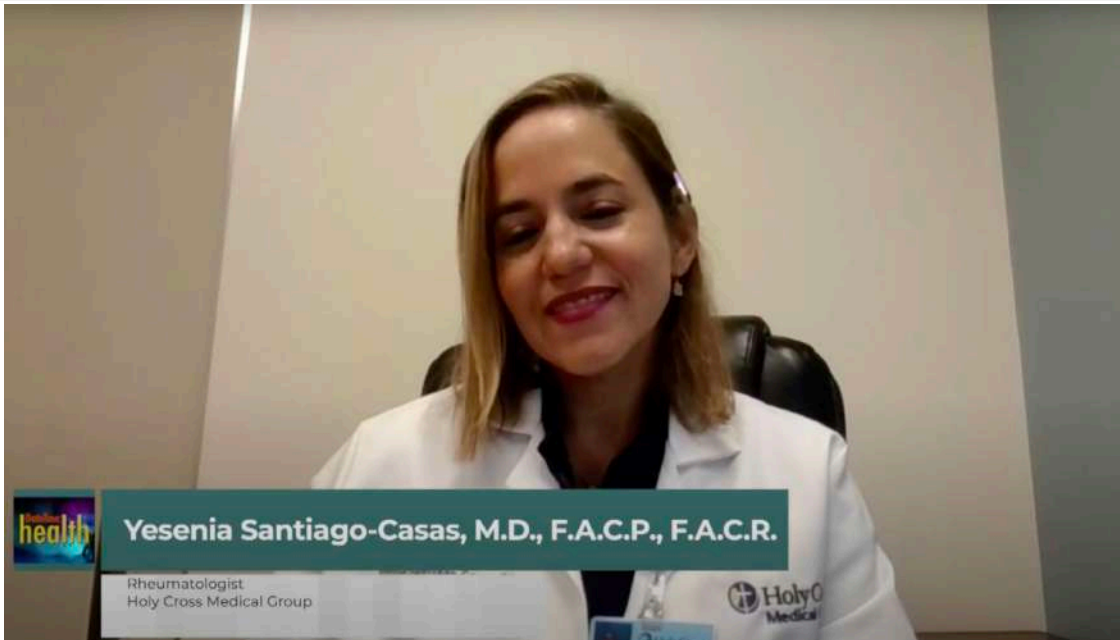 health
Yesenia Santiago-Casas, M.D., F.A.C.P., F.A.C.R.
Rheumatologist
Holy Cross Medical Group
Holy C
Medical